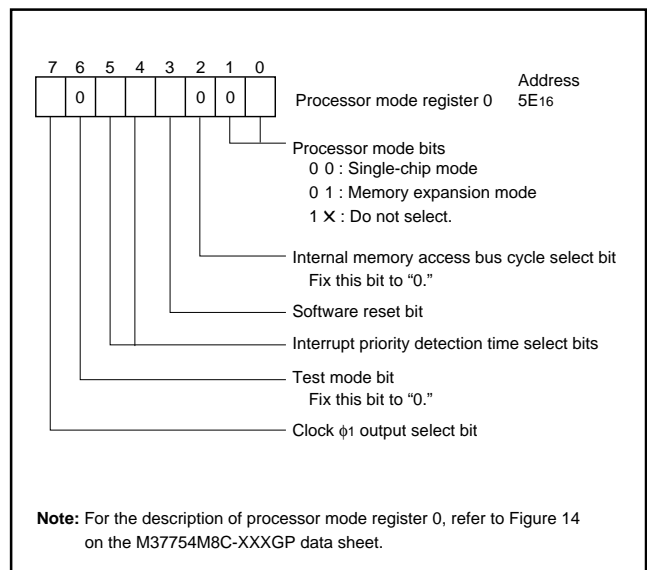 7 6 5 4 3 2 1 0
Address
0 0 0
Processor mode register 0 5E16
Processor mode bits
0 0 : Single-chip mode
0 1 : Memory expansion mode
1 X : Do not select.
Internal memory access bus cycle select bit
Fix this bit to “0.”
Software reset bit
Interrupt priority detection time select bits
Test mode bit
Fix this bit to “0.”
Clock ϕ1 output select bit
Note: For the description of processor mode register 0, refer to Figure 14
on the M37754M8C-XXXGP data sheet.